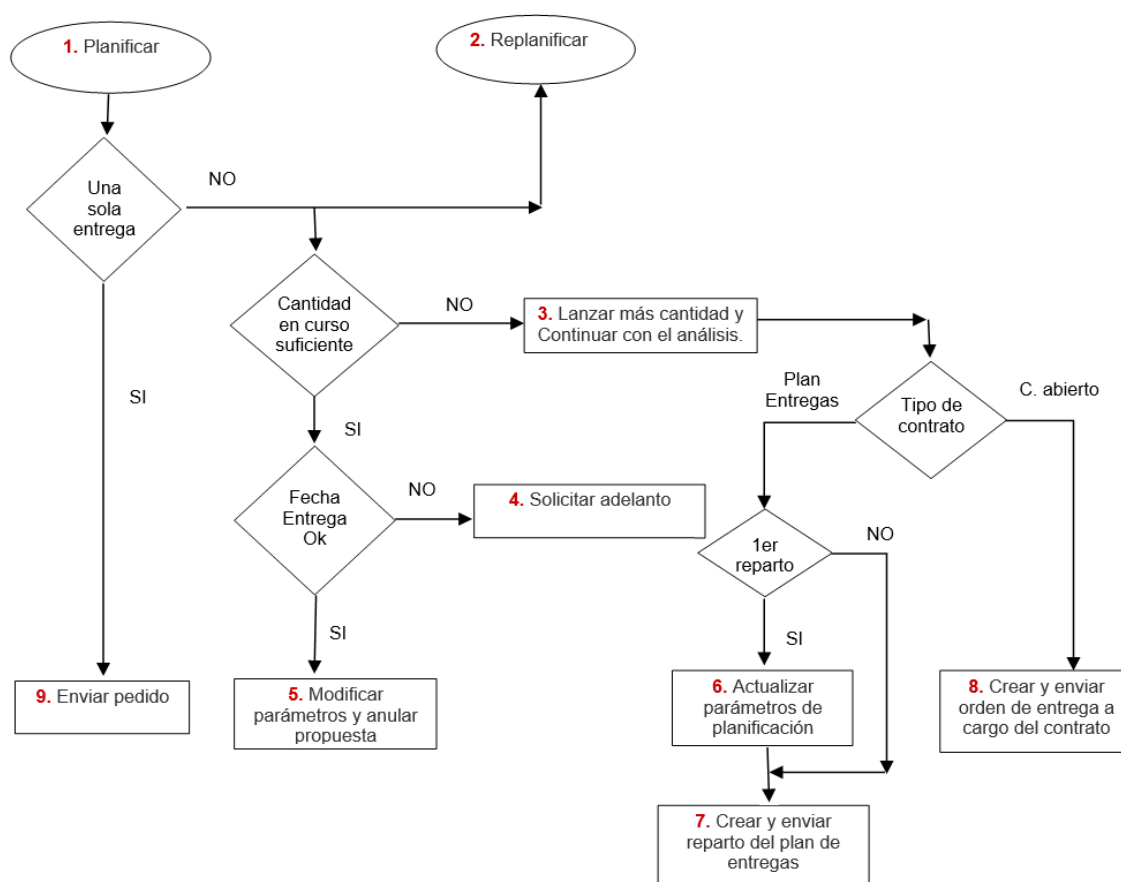 1. Planificar
2. Replanificar
Una
sola
entrega
NO
Cantidad
en curso
suficiente
NO
3. Lanzar más cantidad y
Continuar con el análisis.
SI
Plan
Entregas
Tipo de
contrato
C. abierto
SI
Fecha
Entrega
Ok
NO
4. Solicitar adelanto
1er
reparto
NO
SI
SI
9. Enviar pedido
5. Modificar
parámetros y anular
propuesta
6. Actualizar
parámetros de
planificación
8. Crear y enviar
orden de entrega a
cargo del contrato
7. Crear y enviar
reparto del plan de
entregas